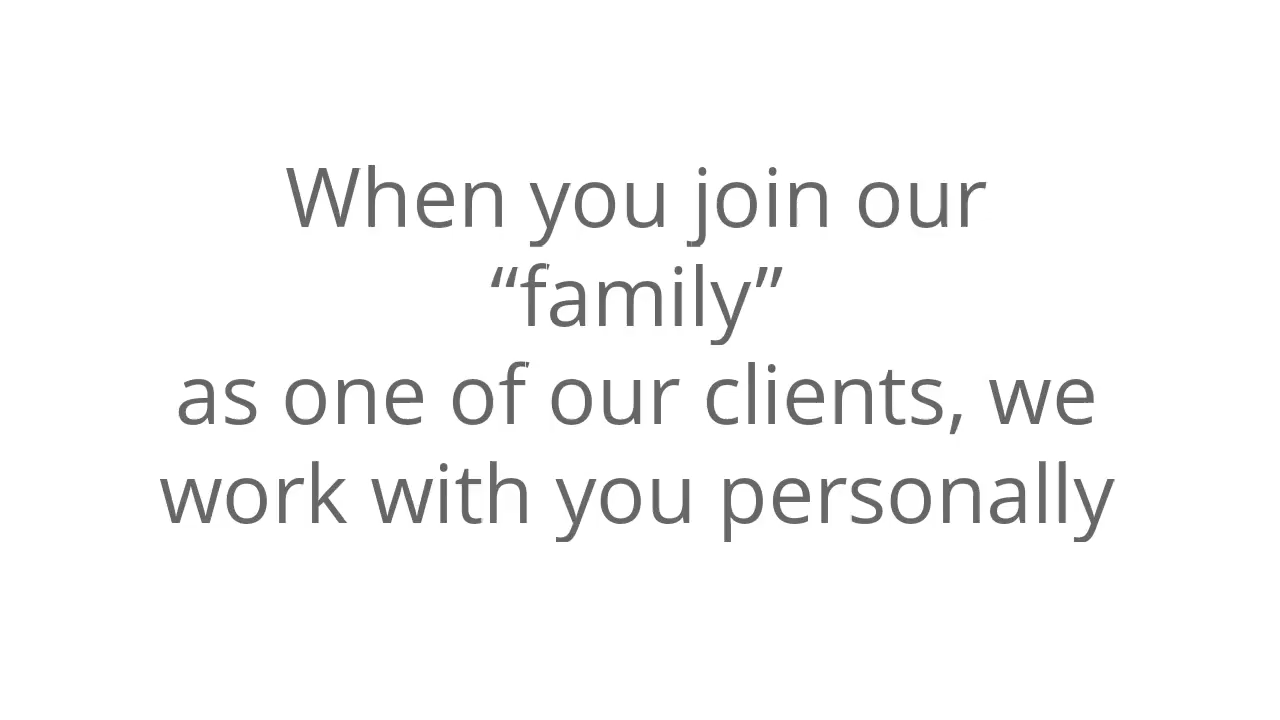 When you join our
“family”
as one of our clients, we
work with you personally